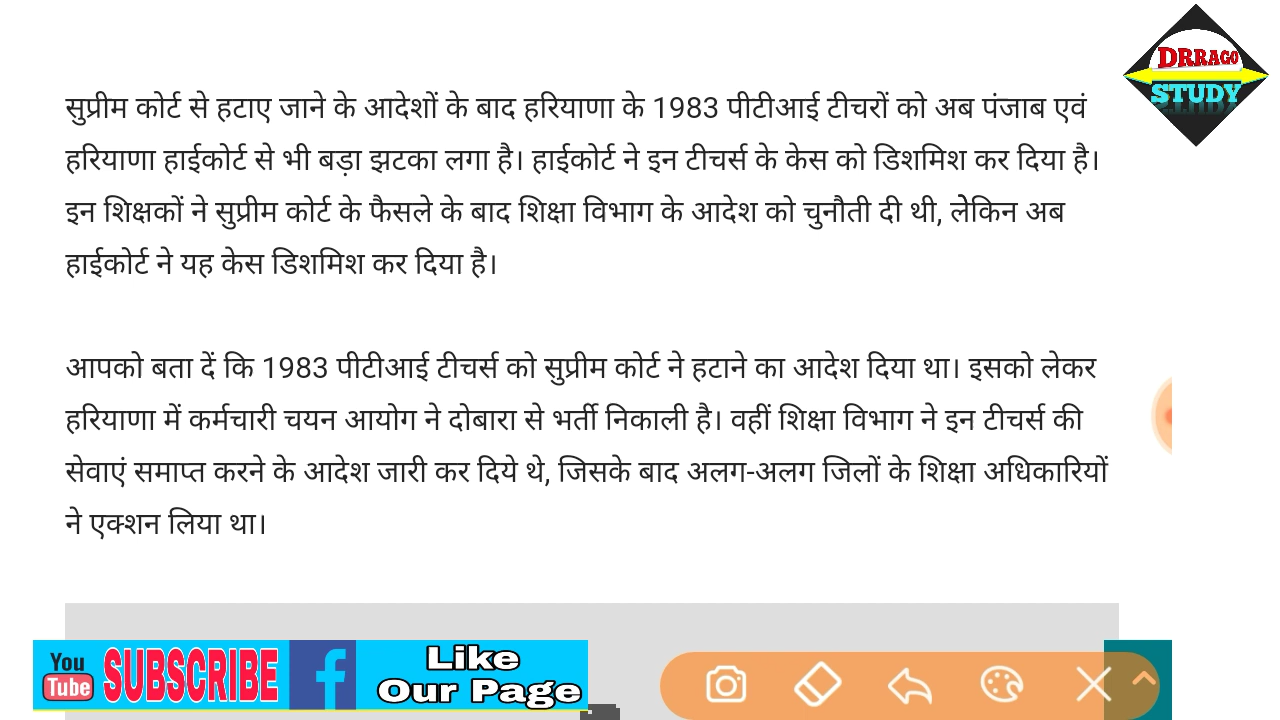 DRRAGO
STUDY
सुप्रीम कोर्ट से हटाए जाने के आदेशों के बाद हरियाणा के 1983 पीटीआई टीचरों को अब पंजाब एवं
हरियाणा हाईकोर्ट से भी बड़ा झटका लगा है। हाईकोर्ट ने इन टीचर्स के केस को डिशमिश कर दिया है।
इन शिक्षकों ने सुप्रीम कोर्ट के फैसले के बाद शिक्षा विभाग के आदेश को चुनौती दी थी, लेकिन अब
हाईकोर्ट ने यह केस डिशमिश कर दिया है।
आपको बता दें कि 1983 पीटीआई टीचर्स को सुप्रीम कोर्ट ने हटाने का आदेश दिया था। इसको लेकर
हरियाणा में कर्मचारी चयन आयोग ने दोबारा से भर्ती निकाली है। वहीं शिक्षा विभाग ने इन टीचर्स की
सेवाएं समाप्त करने के आदेश जारी कर दिये थे, जिसके बाद अलग-अलग जिलों के शिक्षा अधिकारियों
ने एक्शन लिया था।
You Tube SUBSCRIBE f Like
Our Page